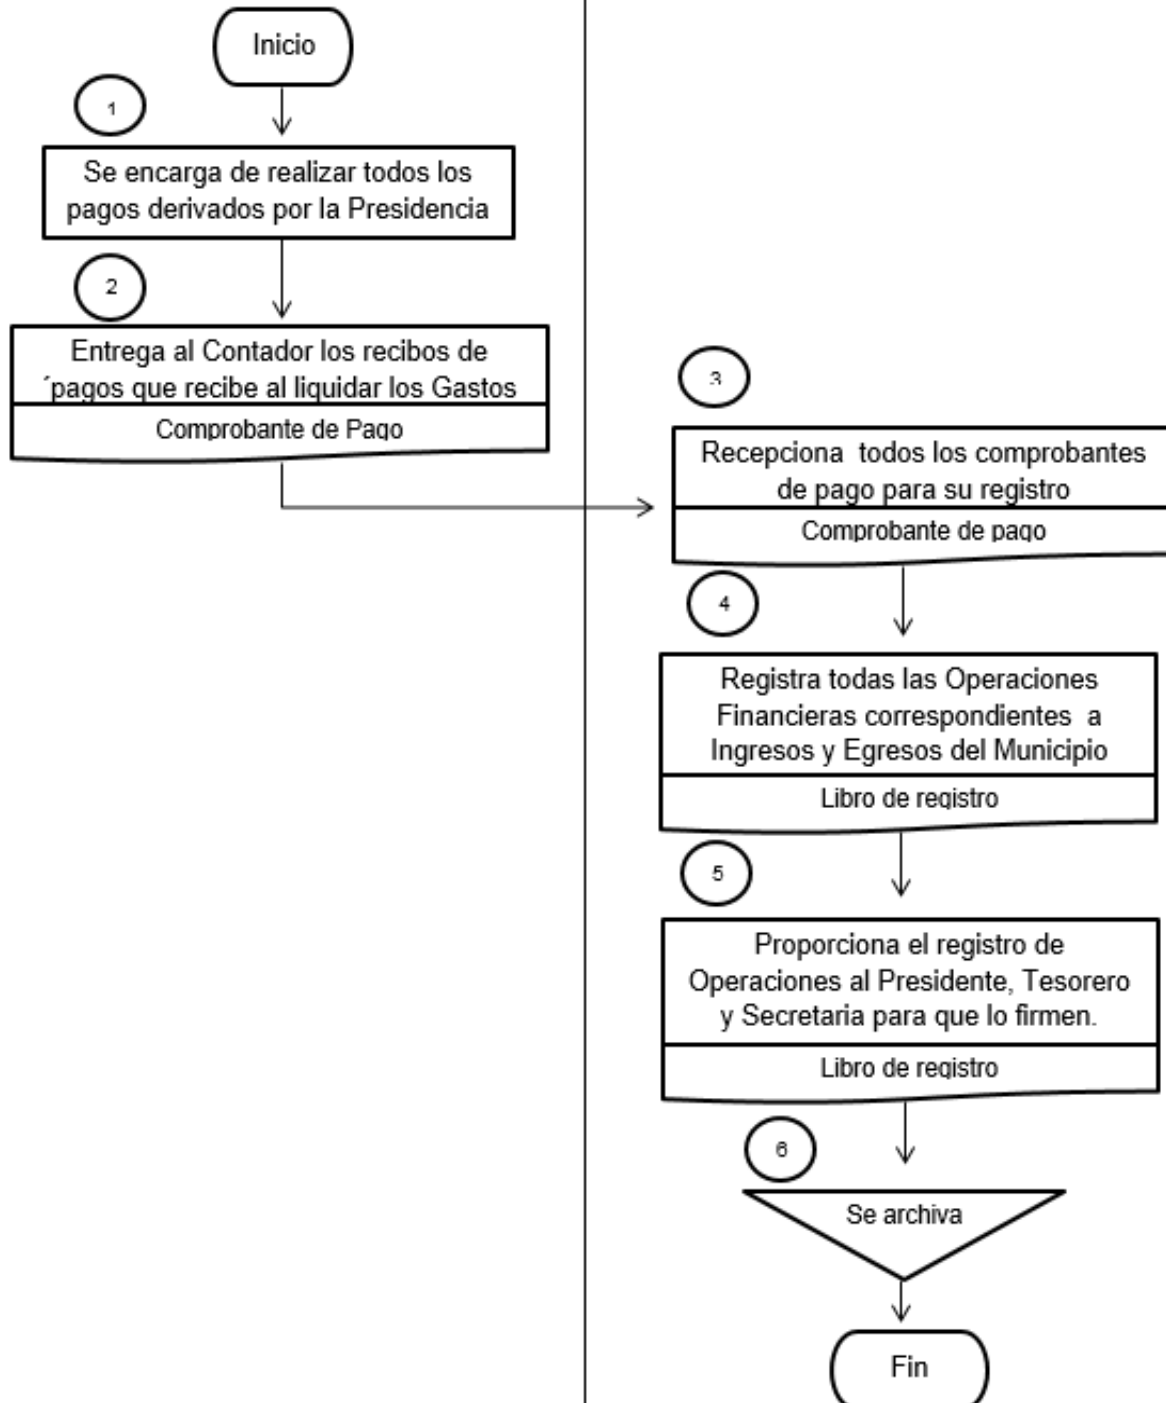 Inicio
1
Se encarga de realizar todos los
pagos derivados por la Presidencia
2
Entrega al Contador los recibos de
´pagos que recibe al liquidar los Gastos
Comprobante de Pago
3
Recepciona  todos los comprobantes
de pago para su registro
Comprobante de pago
4
Registra todas las Operaciones
Financieras correspondientes  a
Ingresos y Egresos del Municipio
Libro de registro
5
Proporciona el registro de
Operaciones al Presidente, Tesorero
y Secretaria para que lo firmen.
Libro de registro
6
Se archiva
Fin